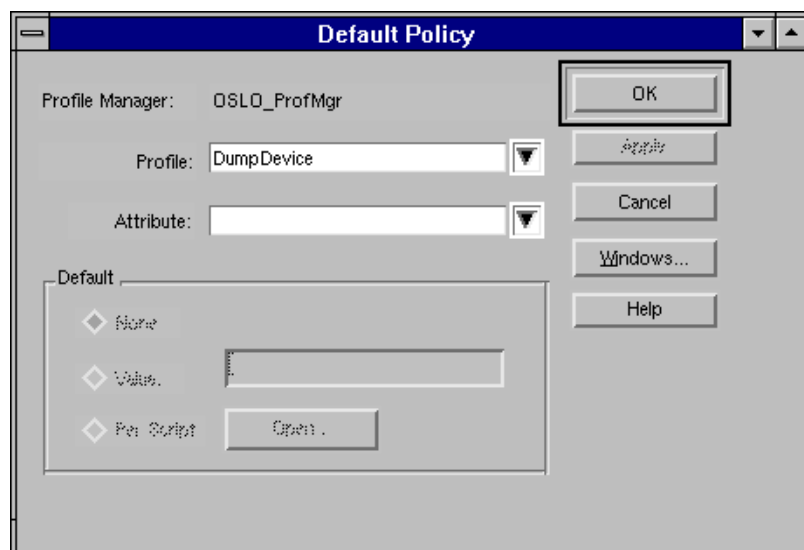 Default Policy
Profile Manager: OSLO_ProfMgr
OK
Profile: DumpDevice
Apply
Attribute:
Cancel
Windows...
Default
Help
None
Value.
Per Script
Open .